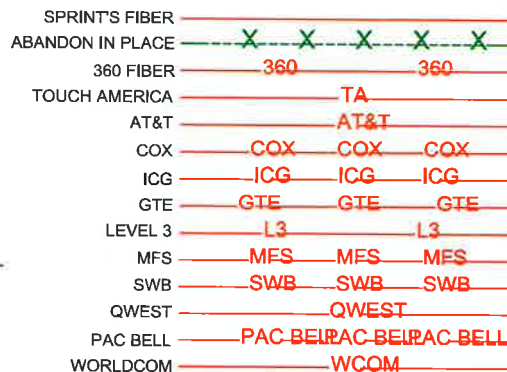 SPRINT'S FIBER
ABANDON IN PLACE X X X X X
360 FIBER 360 360
TOUCH AMERICA TA
AT&T AT&T
COX COX COX COX
ICG ICG ICG ICG
GTE GTE GTE GTE
LEVEL 3 L3 L3
MFS MFS MFS MFS
SWB SWB SWB SWB
QWEST QWEST
PAC BELL PAC BELL PAC BELL PAC BELL
WORLDCOM WCOM